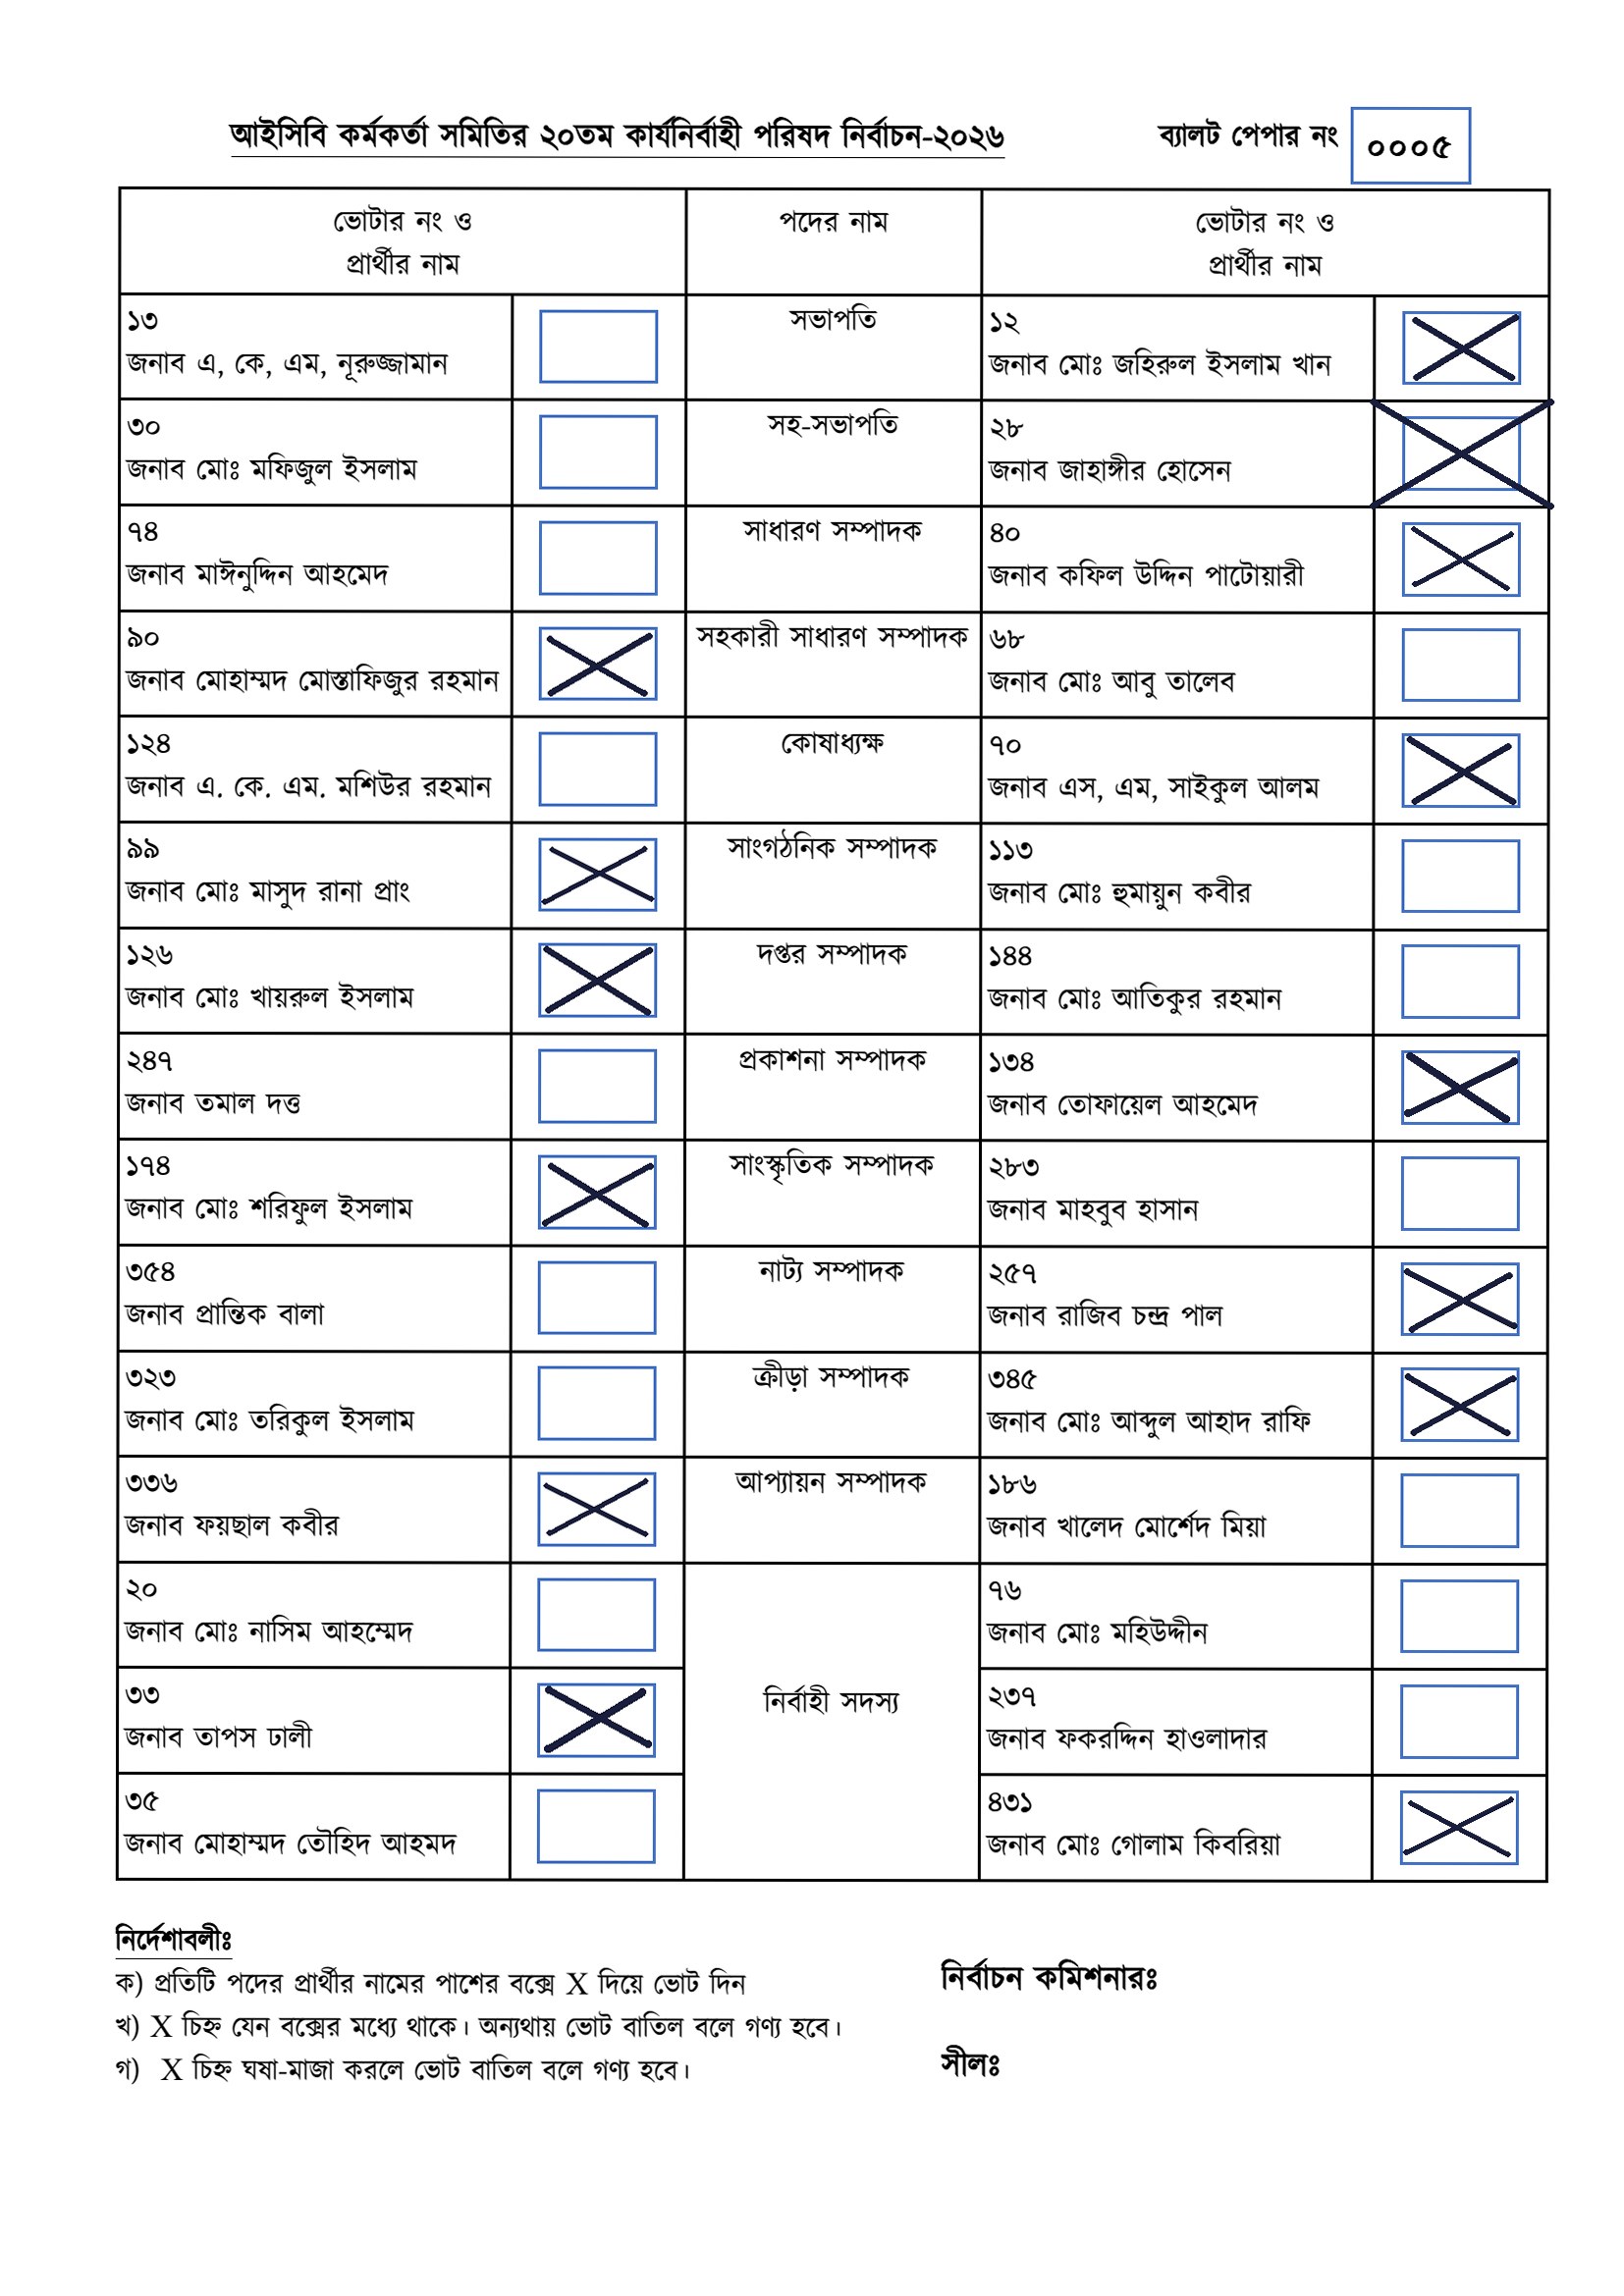 আইসিবি কর্মকর্তা সমিতির ২০তম কার্যনির্বাহী পরিষদ নির্বাচন-২০২৬
ব্যালট পেপার নং ০০০৫
ভোটার নং ও
প্রার্থীর নাম
পদের নাম
ভোটার নং ও
প্রার্থীর নাম
১৩
জনাব এ, কে, এম, নূরুজ্জামান
সভাপতি
১২
জনাব মোঃ জহিরুল ইসলাম খান
৩০
জনাব মোঃ মফিজুল ইসলাম
সহ-সভাপতি
২৮
জনাব জাহাঙ্গীর হোসেন
৭৪
জনাব মাঈনুদ্দিন আহমেদ
সাধারণ সম্পাদক
৪০
জনাব কফিল উদ্দিন পাটোয়ারী
৯০
জনাব মোহাম্মদ মোস্তাফিজুর রহমান
সহকারী সাধারণ সম্পাদক
৬৮
জনাব মোঃ আবু তালেব
১২৪
জনাব এ. কে. এম. মশিউর রহমান
কোষাধ্যক্ষ
৭০
জনাব এস, এম, সাইকুল আলম
৯৯
জনাব মোঃ মাসুদ রানা প্রাং
সাংগঠনিক সম্পাদক
১১৩
জনাব মোঃ হুমায়ুন কবীর
১২৬
জনাব মোঃ খায়রুল ইসলাম
দপ্তর সম্পাদক
১৪৪
জনাব মোঃ আতিকুর রহমান
২৪৭
জনাব তমাল দত্ত
প্রকাশনা সম্পাদক
১৩৪
জনাব তোফায়েল আহমেদ
১৭৪
জনাব মোঃ শরিফুল ইসলাম
সাংস্কৃতিক সম্পাদক
২৮৩
জনাব মাহবুব হাসান
৩৫৪
জনাব প্রান্তিক বালা
নাট্য সম্পাদক
২৫৭
জনাব রাজিব চন্দ্র পাল
৩২৩
জনাব মোঃ তরিকুল ইসলাম
ক্রীড়া সম্পাদক
৩৪৫
জনাব মোঃ আব্দুল আহাদ রাফি
৩৩৬
জনাব ফয়ছাল কবীর
আপ্যায়ন সম্পাদক
১৮৬
জনাব খালেদ মোর্শেদ মিয়া
২০
জনাব মোঃ নাসিম আহম্মেদ
৭৬
জনাব মোঃ মহিউদ্দীন
৩৩
জনাব তাপস ঢালী
নির্বাহী সদস্য
২৩৭
জনাব ফকরদ্দিন হাওলাদার
৩৫
জনাব মোহাম্মদ তৌহিদ আহমদ
৪৩১
জনাব মোঃ গোলাম কিবরিয়া
নির্দেশাবলীঃ
ক) প্রতিটি পদের প্রার্থীর নামের পাশের বক্সে X দিয়ে ভোট দিন
খ) X চিহ্ন যেন বক্সের মধ্যে থাকে। অন্যথায় ভোট বাতিল বলে গণ্য হবে।
গ) X চিহ্ন ঘষা-মাজা করলে ভোট বাতিল বলে গণ্য হবে।
নির্বাচন কমিশনারঃ
সীলঃ